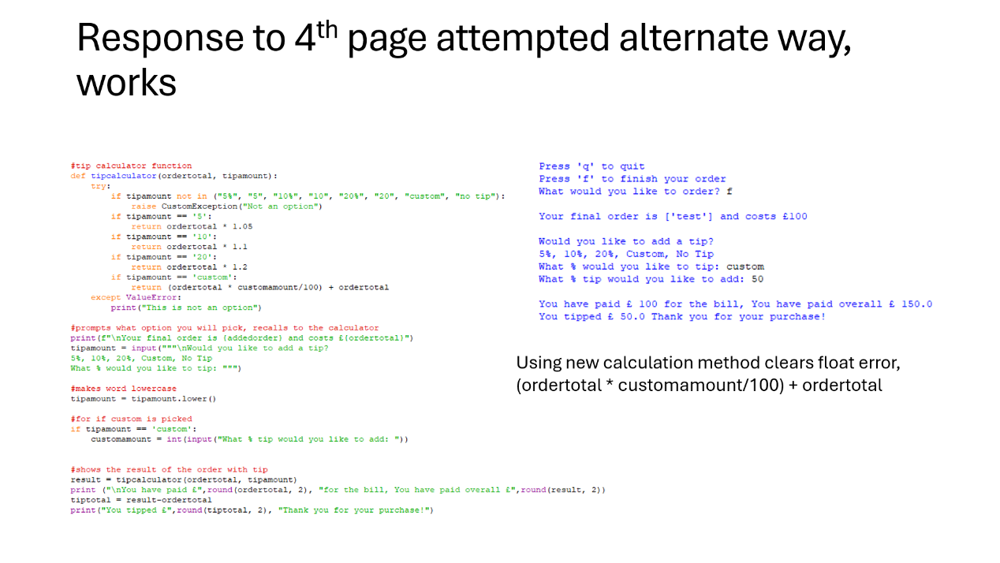 Response to 4th page attempted alternate way,
works
#tip calculator function
def tipcalculator(ordertotal, tipamount):
    try:
        if tipamount not in ("5%", "5", "10%", "10", "20%", "20", "custom", "no tip"):
            raise CustomException("Not an option")
        if tipamount == '5':
            return ordertotal * 1.05
        if tipamount == '10':
            return ordertotal * 1.1
        if tipamount == '20':
            return ordertotal * 1.2
        if tipamount == 'custom':
            return (ordertotal * customamount/100) + ordertotal
    except ValueError:
        print("This is not an option")
#prompts what option you will pick, recalls to the calculator
print(f"\nYour final order is {addedorder} and costs £{ordertotal}")
tipamount = input("""\nWould you like to add a tip?
5%, 10%, 20%, Custom, No Tip
What % would you like to tip: """)
#makes word lowercase
tipamount = tipamount.lower()
#for if custom is picked
if tipamount == 'custom':
    customamount = int(input("What % tip would you like to add: "))
#shows the result of the order with tip
result = tipcalculator(ordertotal, tipamount)
print ("\nYou have paid £",round(ordertotal, 2), "for the bill, You have paid overall £",round(result, 2))
tiptotal = result-ordertotal
print("You tipped £",round(tiptotal, 2), "Thank you for your purchase!")
Press 'q' to quit
Press 'f' to finish your order
What would you like to order? f
Your final order is ['test'] and costs £100
Would you like to add a tip?
5%, 10%, 20%, Custom, No Tip
What % would you like to tip: custom
What % tip would you like to add: 50
You have paid £ 100 for the bill, You have paid overall £ 150.0
You tipped £ 50.0 Thank you for your purchase!
Using new calculation method clears float error,
(ordertotal * customamount/100) + ordertotal